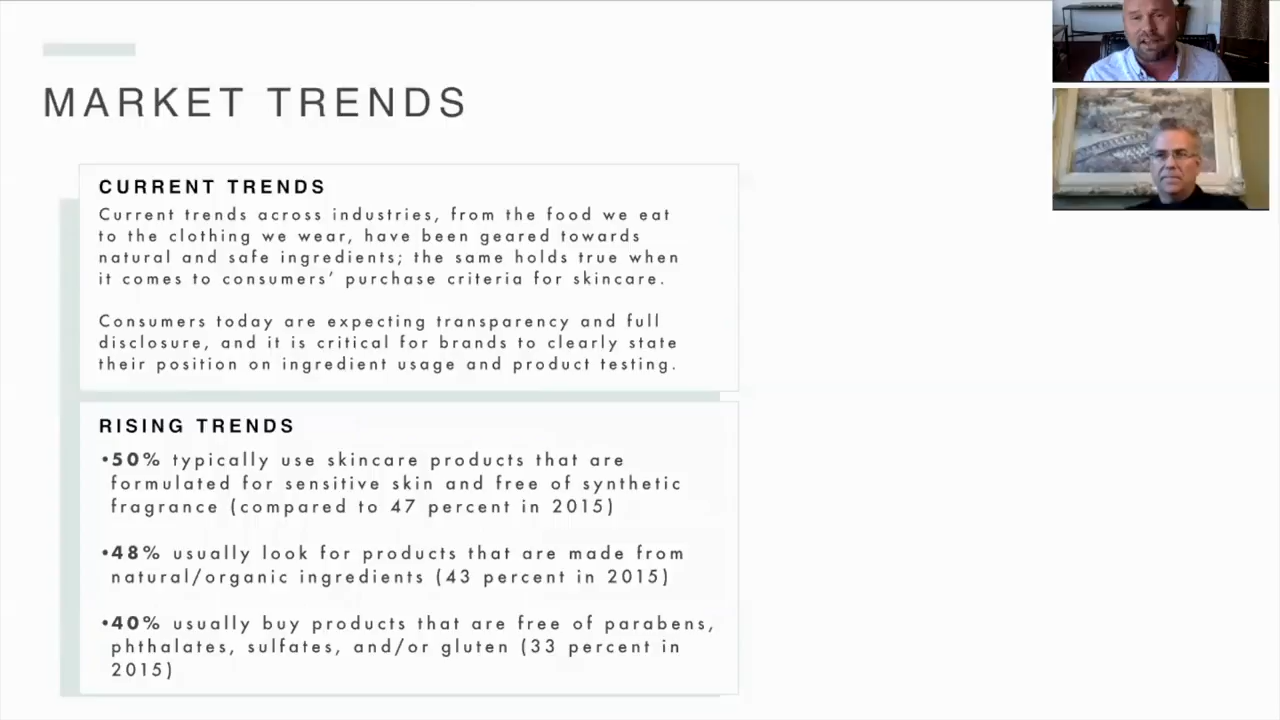 MARKET TRENDS
CURRENT TRENDS
Current trends across industries, from the food we eat
to the clothing we wear, have been geared towards
natural and safe ingredients; the same holds true when
it comes to consumers’ purchase criteria for skincare.
Consumers today are expecting transparency and full
disclosure, and it is critical for brands to clearly state
their position on ingredient usage and product testing.
RISING TRENDS
•50% typically use skincare products that are
formulated for sensitive skin and free of synthetic
fragrance (compared to 47 percent in 2015)
•48% usually look for products that are made from
natural/organic ingredients (43 percent in 2015)
•40% usually buy products that are free of parabens,
phthalates, sulfates, and/or gluten (33 percent in
2015)